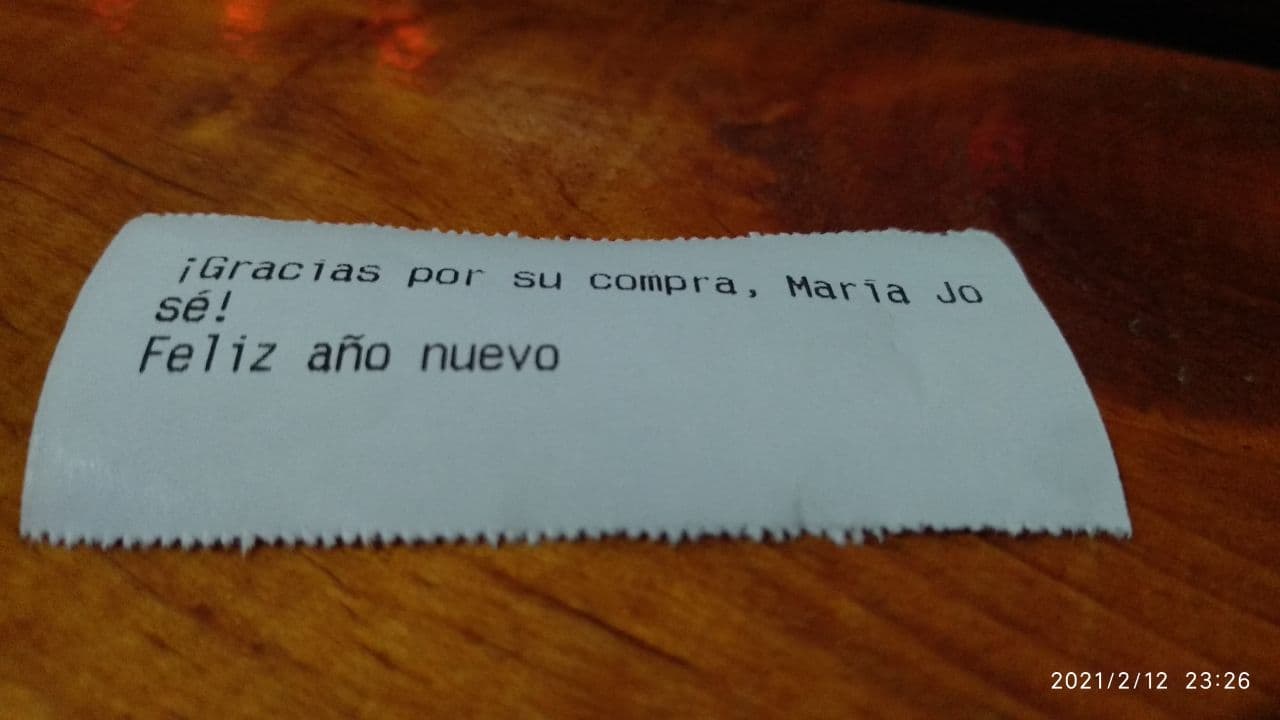 ¡Gracias por su compra, María Jo
sé!
Feliz año nuevo
2021/2/12 23:26